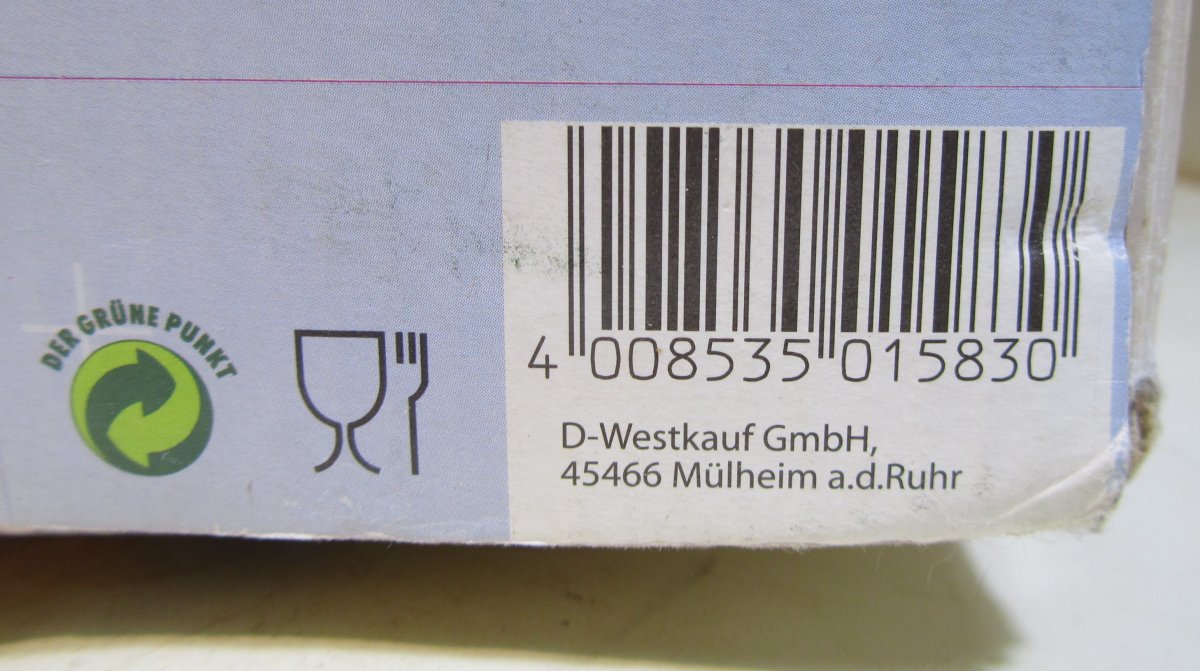 DER GRÜNE PUNKT
4 008535 015830
D-Westkauf GmbH,
45466 Mülheim a.d.Ruhr